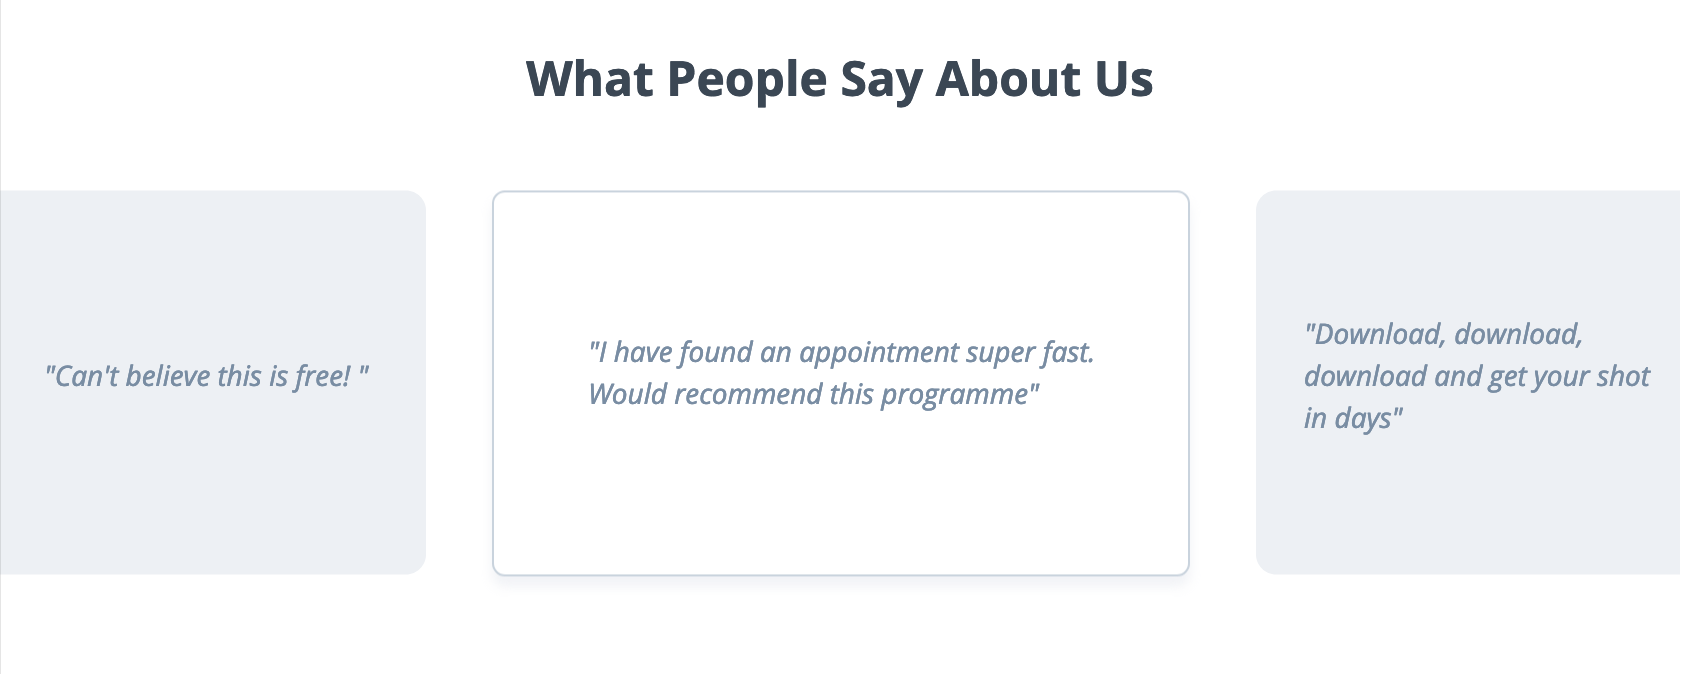 What People Say About Us
"Can't believe this is free! "
"I have found an appointment super fast.
Would recommend this programme"
"Download, download,
download and get your shot
in days"